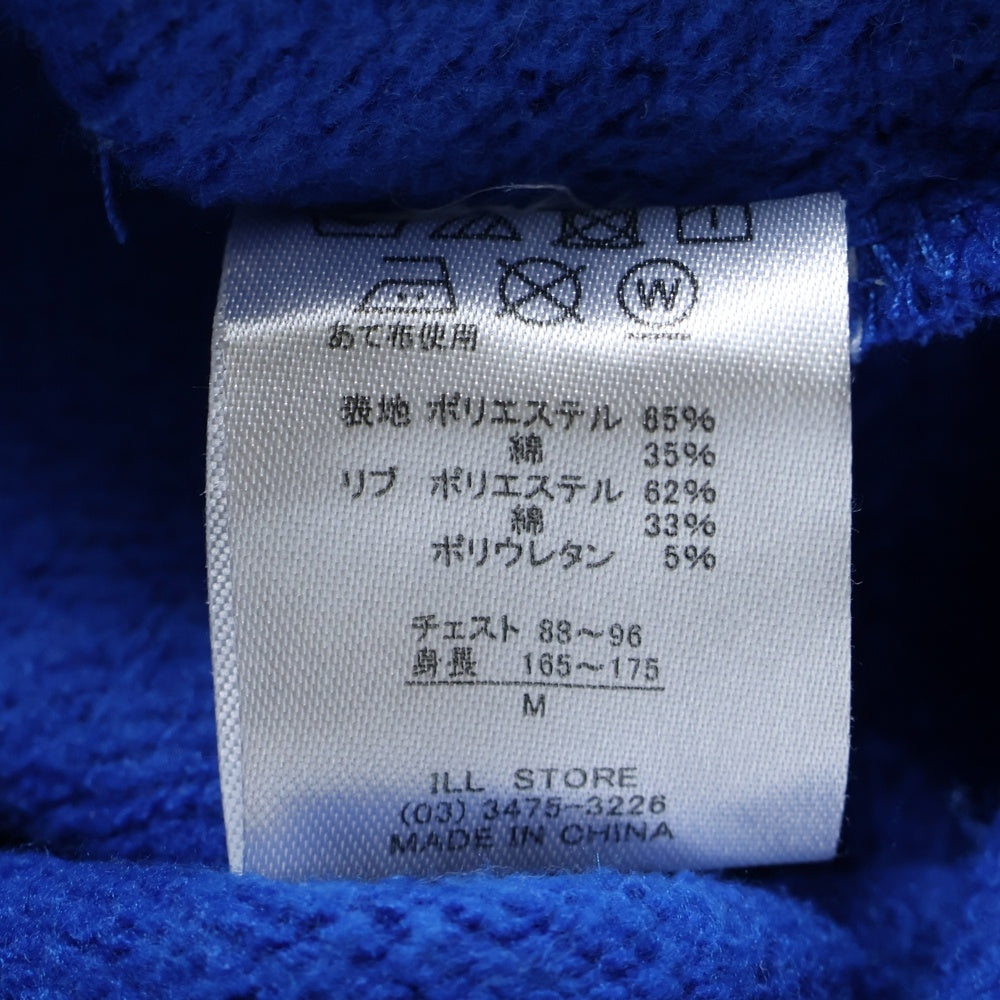 W
あて布使用
表地 ポリエステル 65%
綿 35%
リブ ポリエステル 62%
綿 33%
ポリウレタン 5%
チェスト 88～96
身長 165～175
M
ILL STORE
(03) 3475-3226
MADE IN CHINA